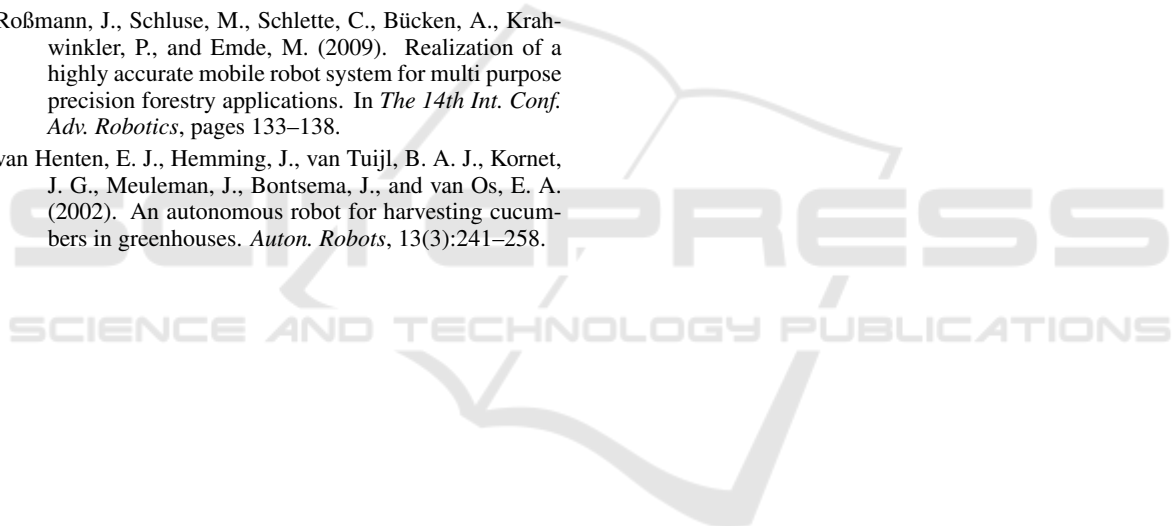 Roßmann, J., Schluse, M., Schlette, C., Bücken, A., Krah-
winkler, P., and Emde, M. (2009). Realization of a
highly accurate mobile robot system for multi purpose
precision forestry applications. In The 14th Int. Conf.
Adv. Robotics, pages 133–138.
van Henten, E. J., Hemming, J., van Tuijl, B. A. J., Kornet,
J. G., Meuleman, J., Bontsema, J., and van Os, E. A.
(2002). An autonomous robot for harvesting cucum-
bers in greenhouses. Auton. Robots, 13(3):241–258.
SCITEPRESS
SCIENCE AND TECHNOLOGY PUBLICATIONS